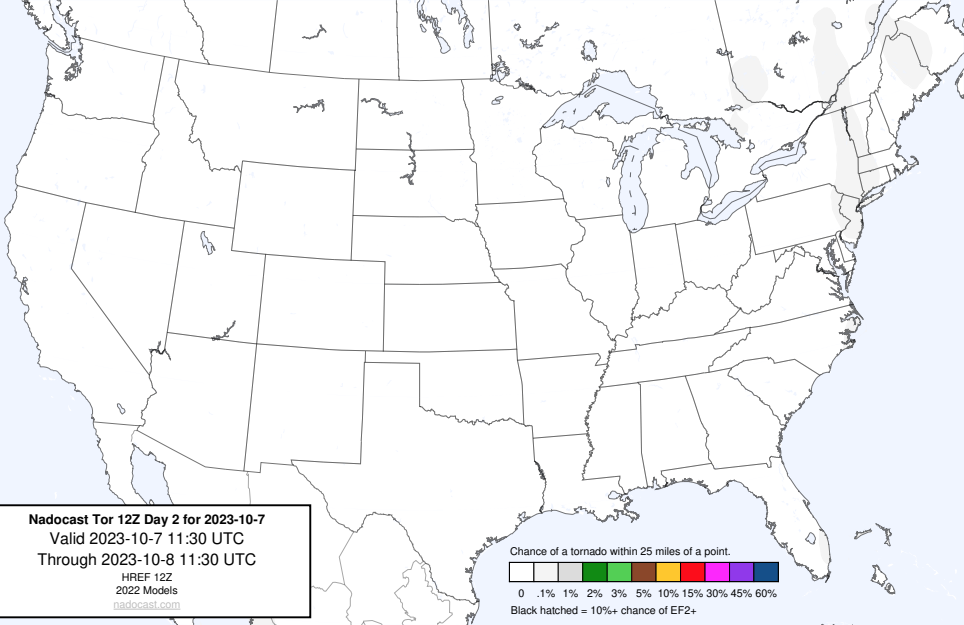 Nadocast Tor 12Z Day 2 for 2023-10-7
Valid 2023-10-7 11:30 UTC
Through 2023-10-8 11:30 UTC
HREF 12Z
2022 Models
nadocast.com
Chance of a tornado within 25 miles of a point.
0 .1% 1% 2% 3% 5% 10% 15% 30% 45% 60%
Black hatched = 10%+ chance of EF2+